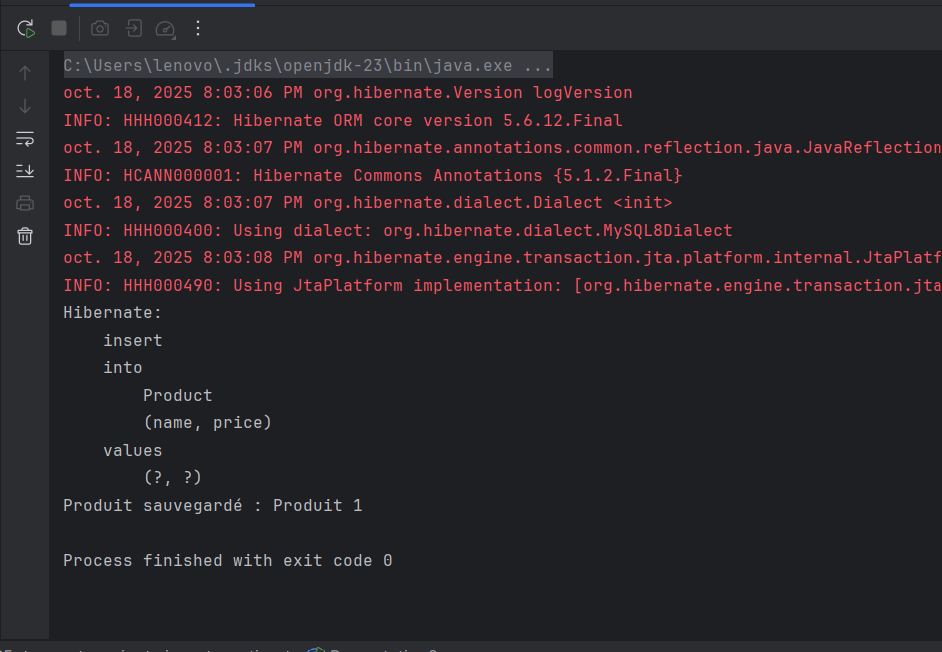 C:\Users\lenovo\.jdks\openjdk-23\bin\java.exe ...
oct. 18, 2025 8:03:06 PM org.hibernate.Version logVersion
INFO: HHH000412: Hibernate ORM core version 5.6.12.Final
oct. 18, 2025 8:03:07 PM org.hibernate.annotations.common.reflection.java.JavaReflection
INFO: HCANN000001: Hibernate Commons Annotations {5.1.2.Final}
oct. 18, 2025 8:03:07 PM org.hibernate.dialect.Dialect <init>
INFO: HHH000400: Using dialect: org.hibernate.dialect.MySQL8Dialect
oct. 18, 2025 8:03:08 PM org.hibernate.engine.transaction.jta.platform.internal.JtaPlatf
INFO: HHH000490: Using JtaPlatform implementation: [org.hibernate.engine.transaction.jta
Hibernate:
    insert
    into
        Product
        (name, price)
    values
        (?, ?)
Produit sauvegardé : Produit 1

Process finished with exit code 0